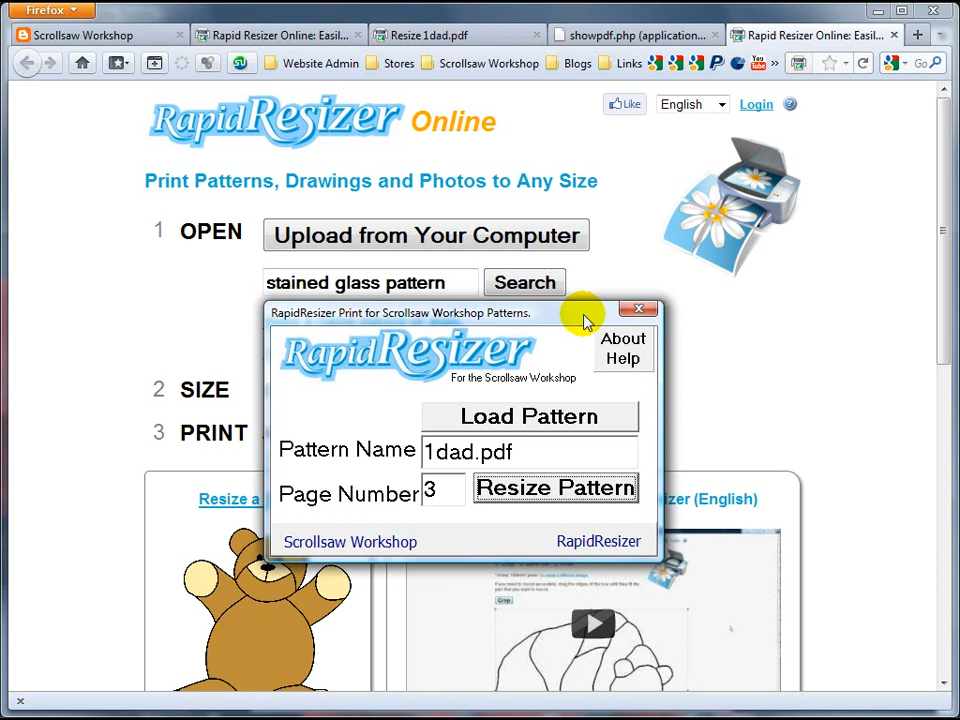 Firefox
Scrollsaw Workshop
Rapid Resizer Online: Easil...
Resize 1dad.pdf
showpdf.php (application...
Rapid Resizer Online: Easil...
Website Admin
Stores
Scrollsaw Workshop
Blogs
Links
Go
RapidResizer Online
Like
English
Login
Print Patterns, Drawings and Photos to Any Size
1 OPEN
Upload from Your Computer
stained glass pattern
Search
RapidResizer Print for Scrollsaw Workshop Patterns.
RapidResizer
For the Scrollsaw Workshop
About
Help
2 SIZE
Load Pattern
3 PRINT
Pattern Name 1dad.pdf
Page Number 3
Resize Pattern
Resize a
zer (English)
Scrollsaw Workshop
RapidResizer
Crop